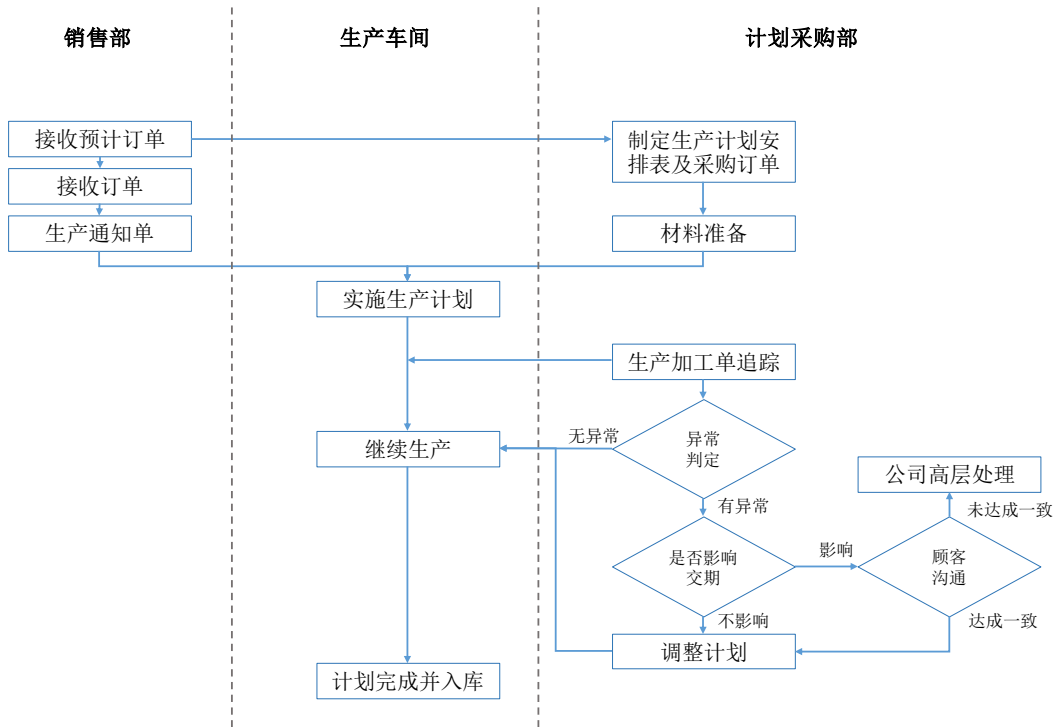 销售部
生产车间
计划采购部
接收预计订单
制定生产计划安
排表及采购订单
接收订单
生产通知单
材料准备
实施生产计划
生产加工单追踪
无异常
异常
判定
继续生产
公司高层处理
有异常
未达成一致
是否影响
交期
影响
顾客
沟通
不影响
达成一致
调整计划
计划完成并入库